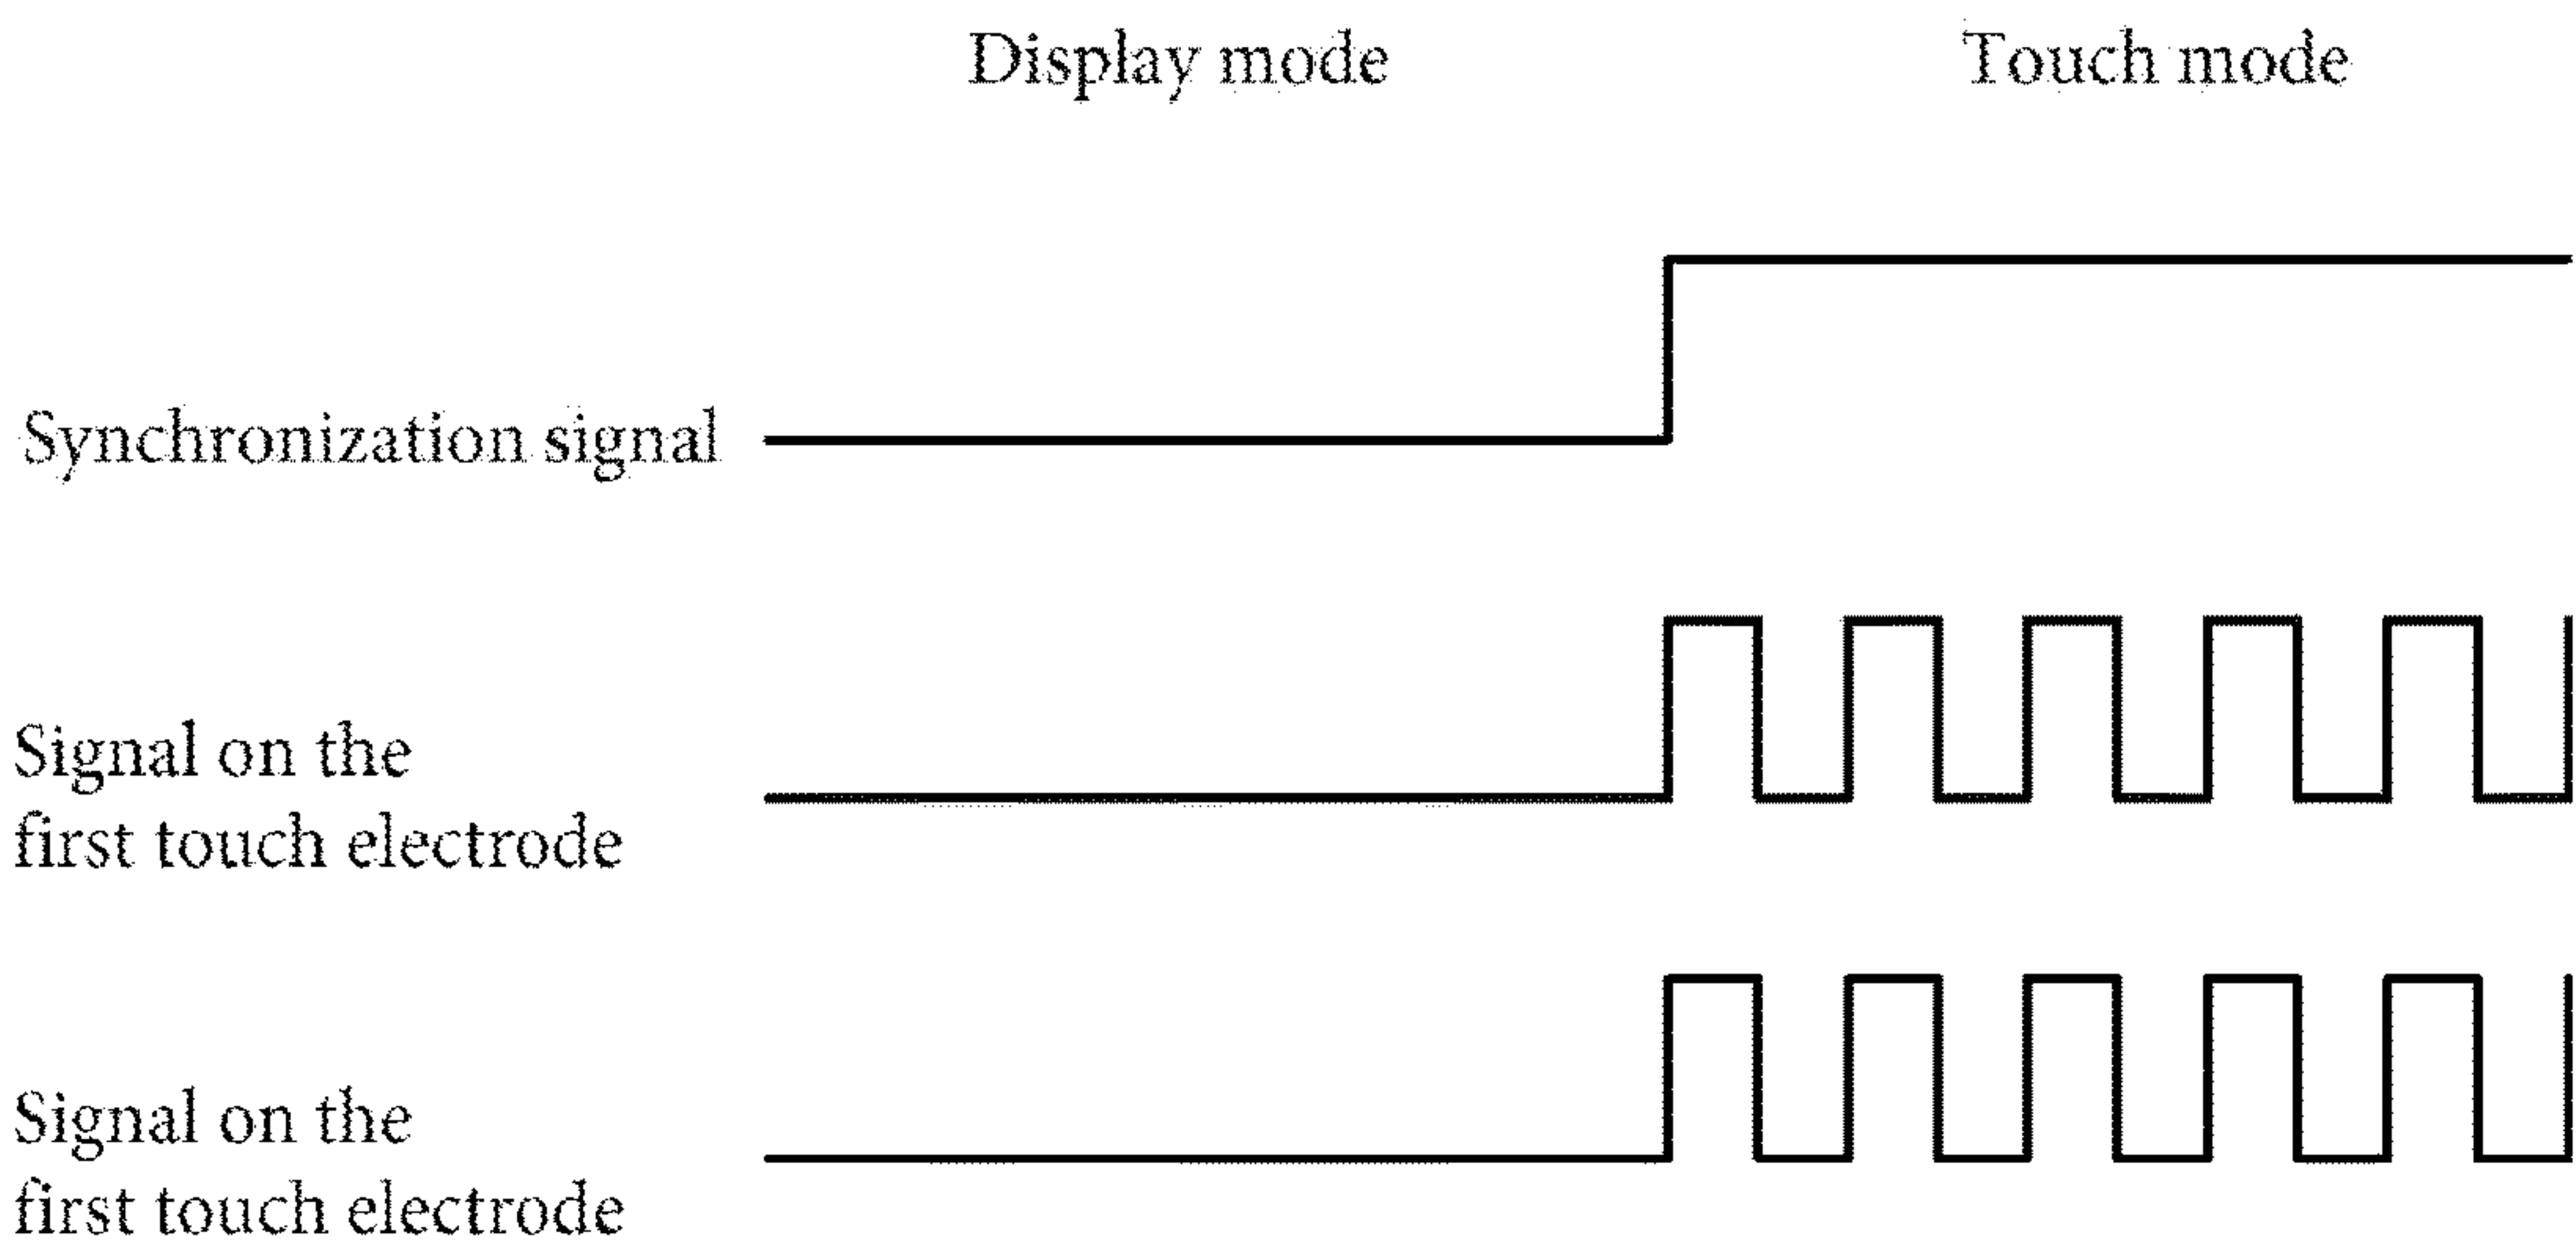 Display mode
Touch mode
Synchronization signal
Signal on the
first touch electrode
Signal on the
first touch electrode